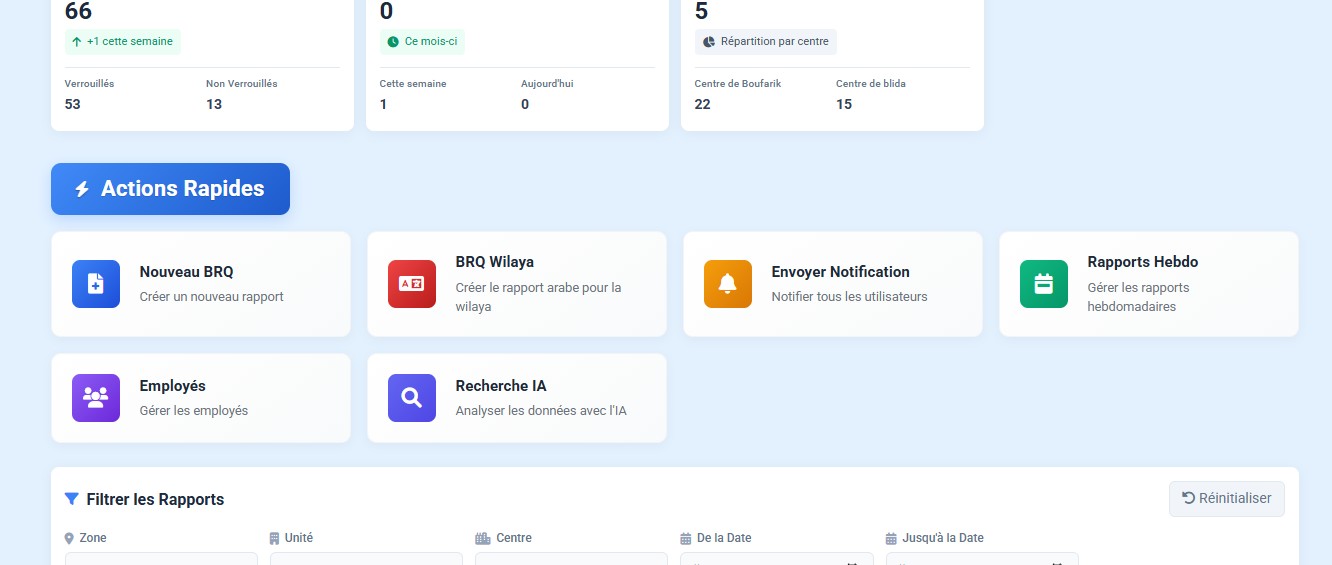 66
0
5
+1 cette semaine
Ce mois-ci
Répartition par centre
Verrouillés
Non Verrouillés
Cette semaine
Aujourd'hui
Centre de Boufarik
Centre de blida
53
13
1
0
22
15
Actions Rapides
Nouveau BRQ
Créer un nouveau rapport
BRQ Wilaya
Créer le rapport arabe pour la
wilaya
Envoyer Notification
Notifier tous les utilisateurs
Rapports Hebdo
Gérer les rapports
hebdomadaires
Employés
Gérer les employés
Recherche IA
Analyser les données avec l'IA
Filtrer les Rapports
Réinitialiser
Zone
Unité
Centre
De la Date
Jusqu'à la Date